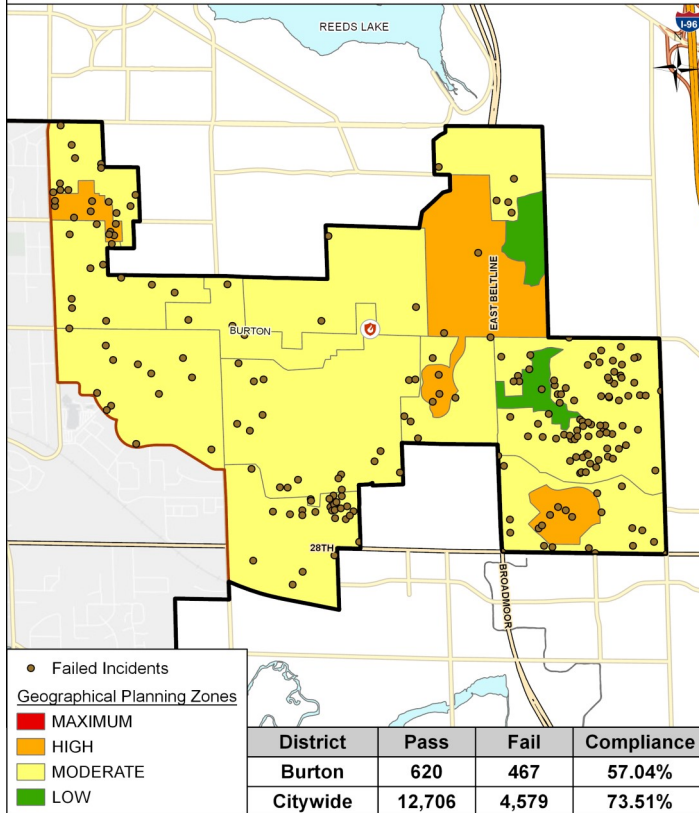 REEDS LAKE
I-96
N
EAST BELTLINE
BURTON
28TH
BROADMOOR
Failed Incidents
Geographical Planning Zones
MAXIMUM
HIGH
MODERATE
LOW
District Pass Fail Compliance
Burton 620 467 57.04%
Citywide 12,706 4,579 73.51%